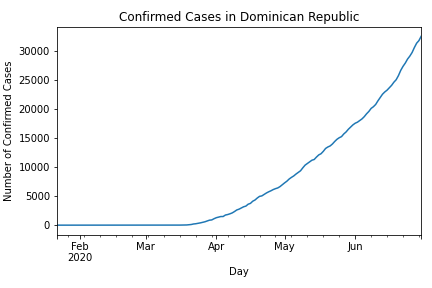 Confirmed Cases in Dominican Republic
Number of Confirmed Cases
30000
25000
20000
15000
10000
5000
0
Feb Mar Apr May Jun
2020
Day